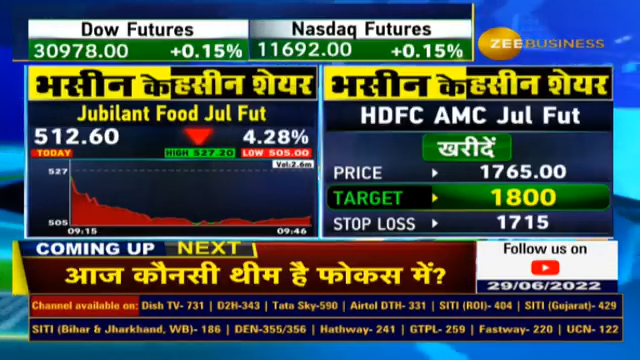 Dow Futures
30978.00 +0.15%
Nasdaq Futures
11692.00 +0.15%
ZEE BUSINESS
भसीन के हसीन शेयर
Jubilant Food Jul Fut
512.60 4.28%
TODAY HIGH 527.20 LOW 505.00
Vol:2.6m
527
505
09:15 09:46
भसीन के हसीन शेयर
HDFC AMC Jul Fut
खरीदें
PRICE 1765.00
TARGET 1800
STOP LOSS 1715
COMING UP NEXT
आज कौनसी थीम है फोकस में?
Follow us on
29/06/2022
Channel available on: Dish TV- 731 | D2H-343 | Tata Sky-590 | Airtel DTH- 331 | SITI (ROI)- 404 | SITI (Gujarat)- 429
SITI (Bihar & Jharkhand, WB)- 186 | DEN-355/356 | Hathway- 241 | GTPL- 259 | Fastway- 220 | UCN- 122